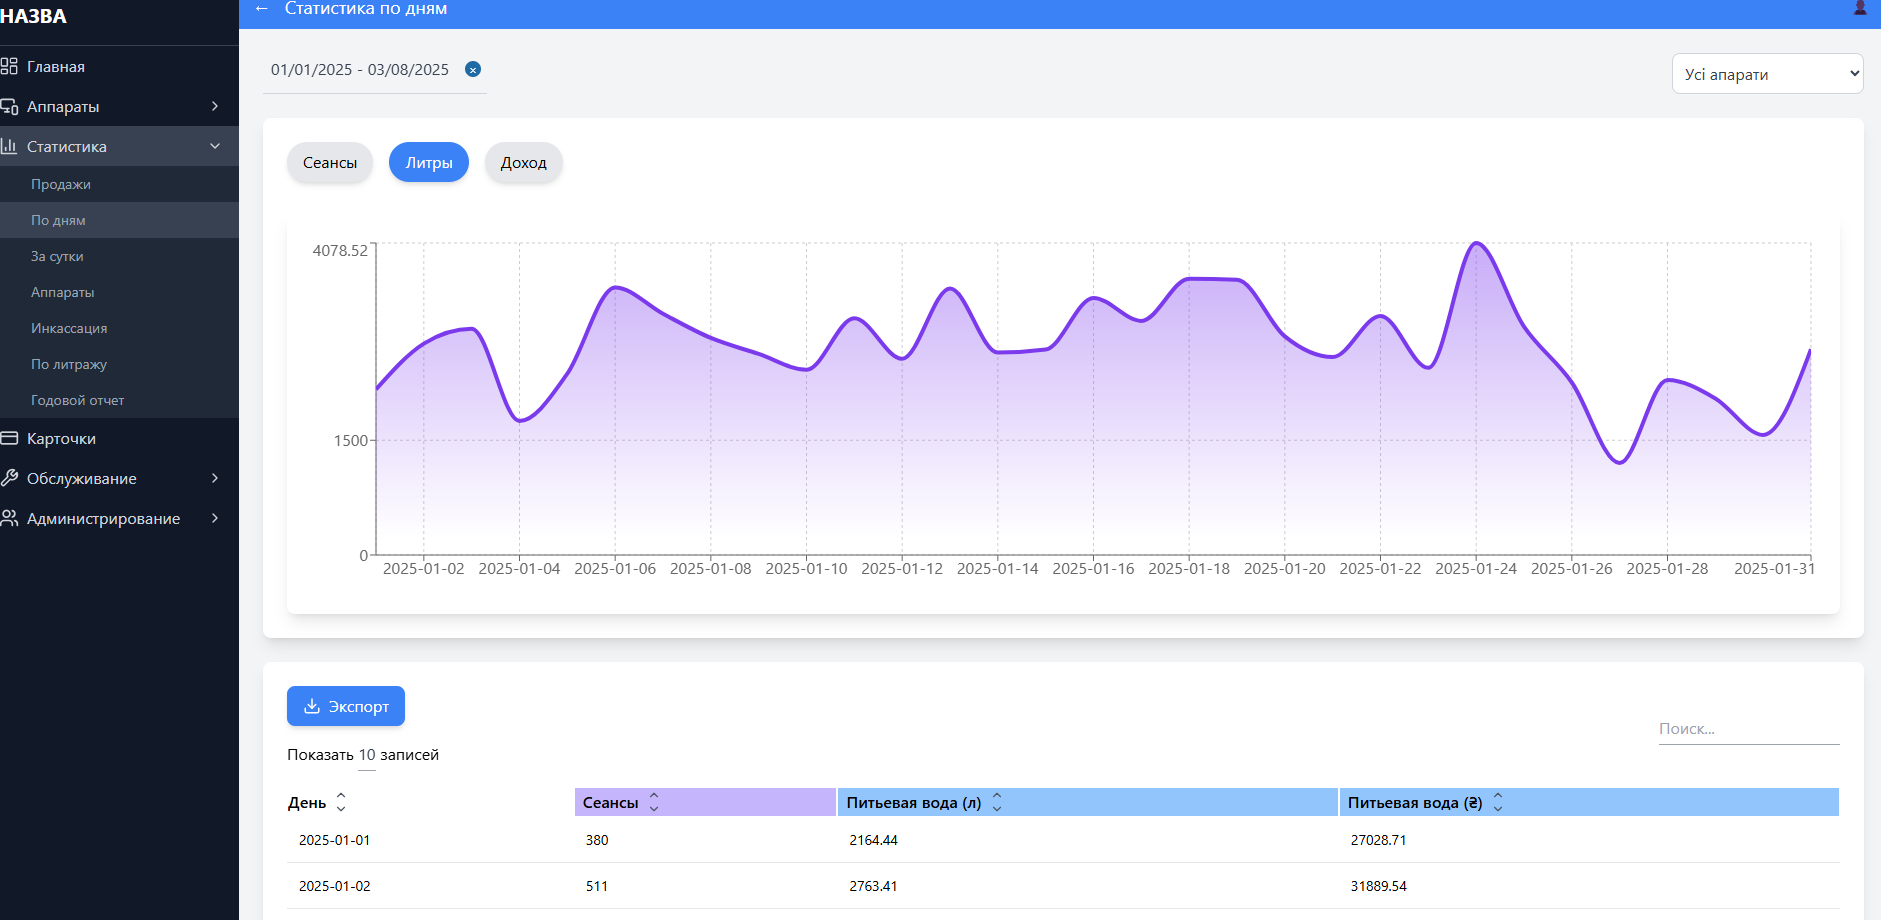 НАЗВА
Главная
Аппараты
Статистика
Продажи
По дням
За сутки
Аппараты
Инкассация
По литражу
Годовой отчет
Карточки
Обслуживание
Администрирование
← Статистика по дням
01/01/2025 - 03/08/2025
Усі апарати
Сеансы Литры Доход
4078.52
1500
0
2025-01-02 2025-01-04 2025-01-06 2025-01-08 2025-01-10 2025-01-12 2025-01-14 2025-01-16 2025-01-18 2025-01-20 2025-01-22 2025-01-24 2025-01-26 2025-01-28 2025-01-31
Экспорт
Поиск...
Показать 10 записей
День Сеансы Питьевая вода (л) Питьевая вода (₴)
2025-01-01 380 2164.44 27028.71
2025-01-02 511 2763.41 31889.54